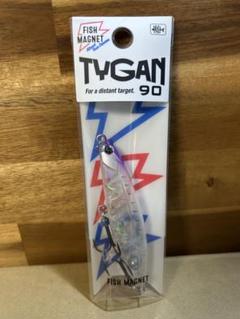 FISH
MAGNET
TYGAN
For a distant target.
90
FISH MAGNET